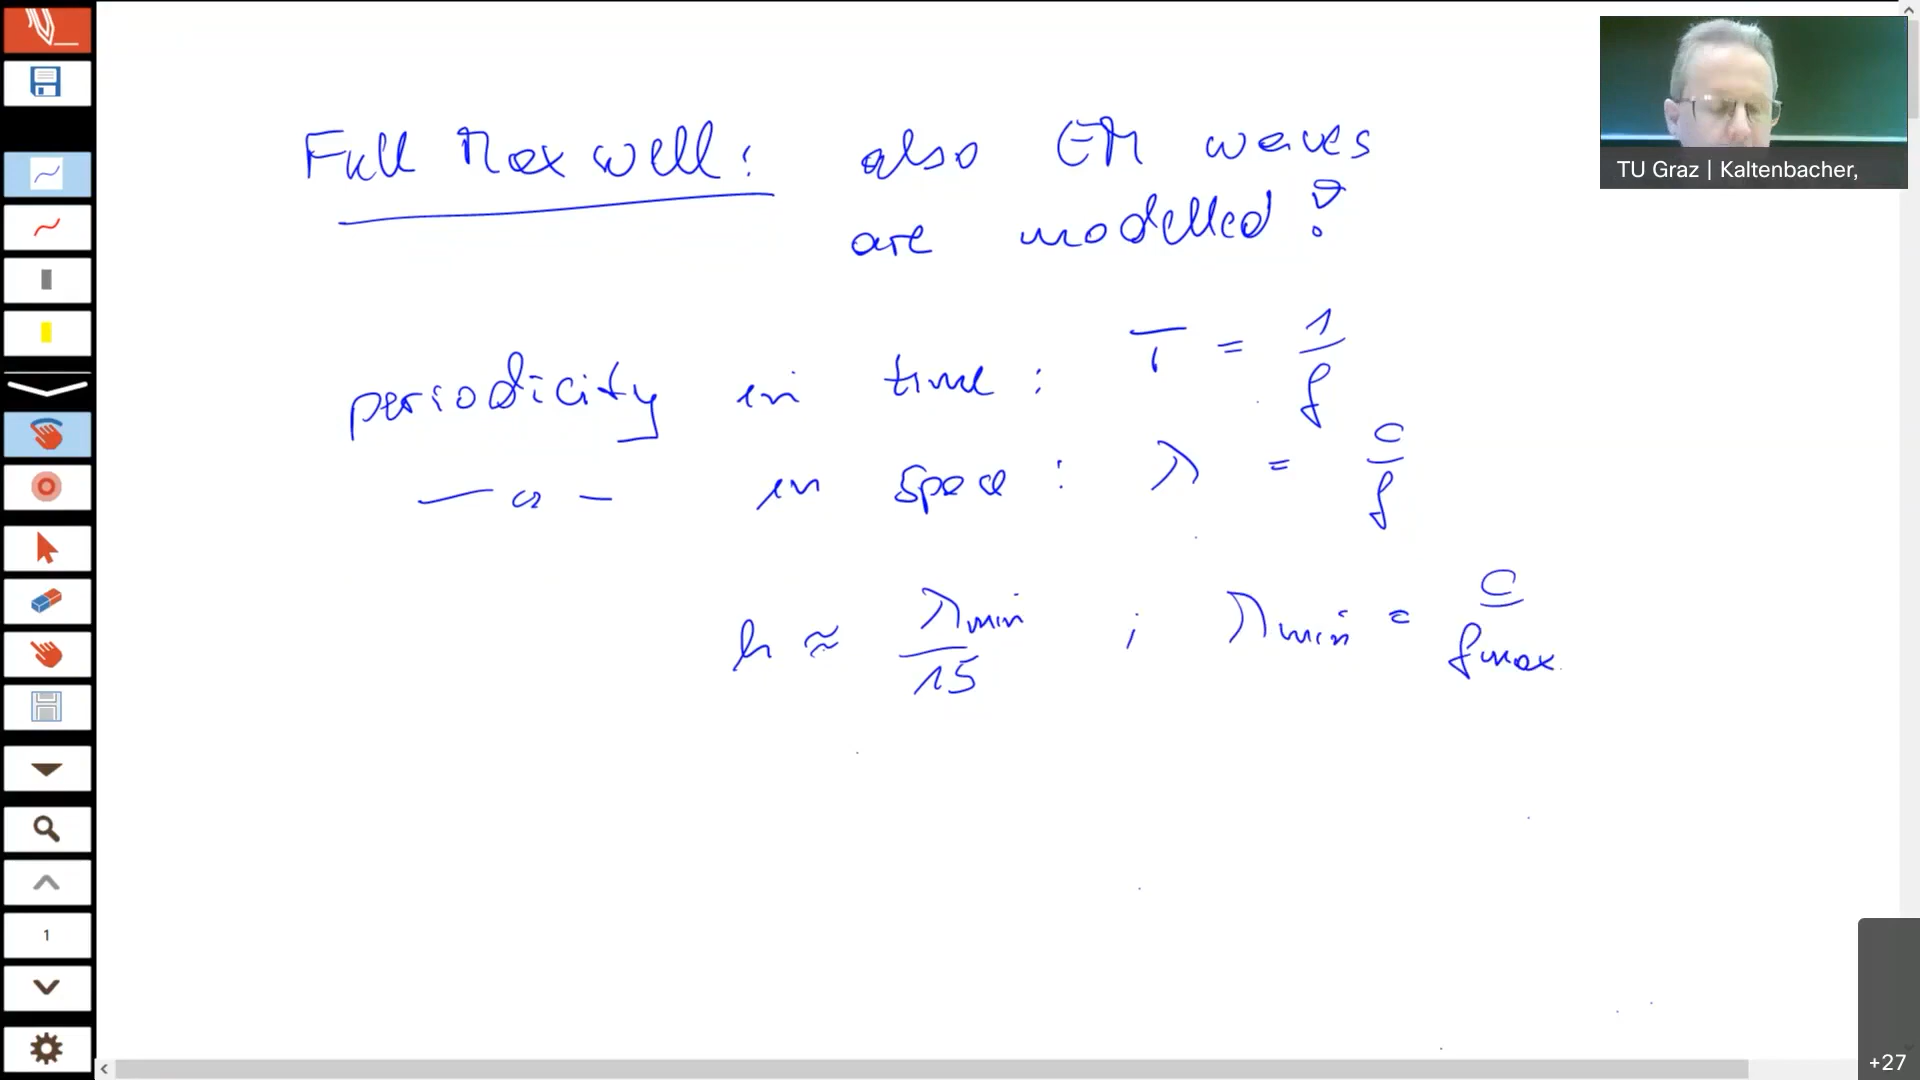 Full Maxwell: also EM waves
are modelled!
periodicity in time: T = 1/f
—〃— in space: λ = c/f
h ≈ λmin/15 ; λmin = c/fmax
TU Graz | Kaltenbacher,
1
+27